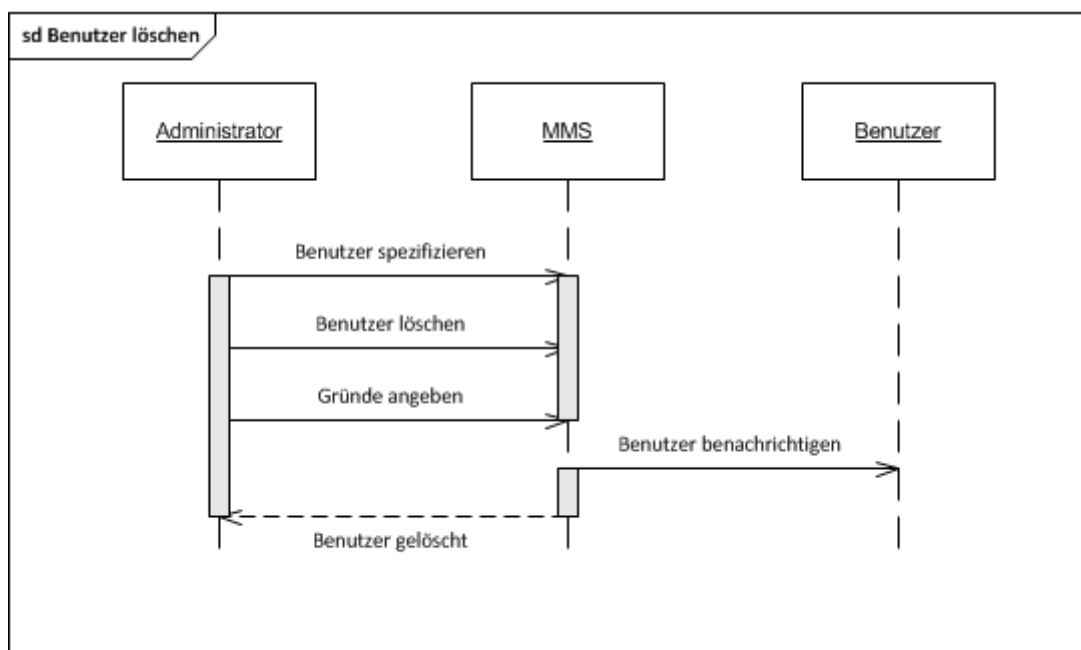 sd Benutzer löschen
Administrator
MMS
Benutzer
Benutzer spezifizieren
Benutzer löschen
Gründe angeben
Benutzer benachrichtigen
Benutzer gelöscht